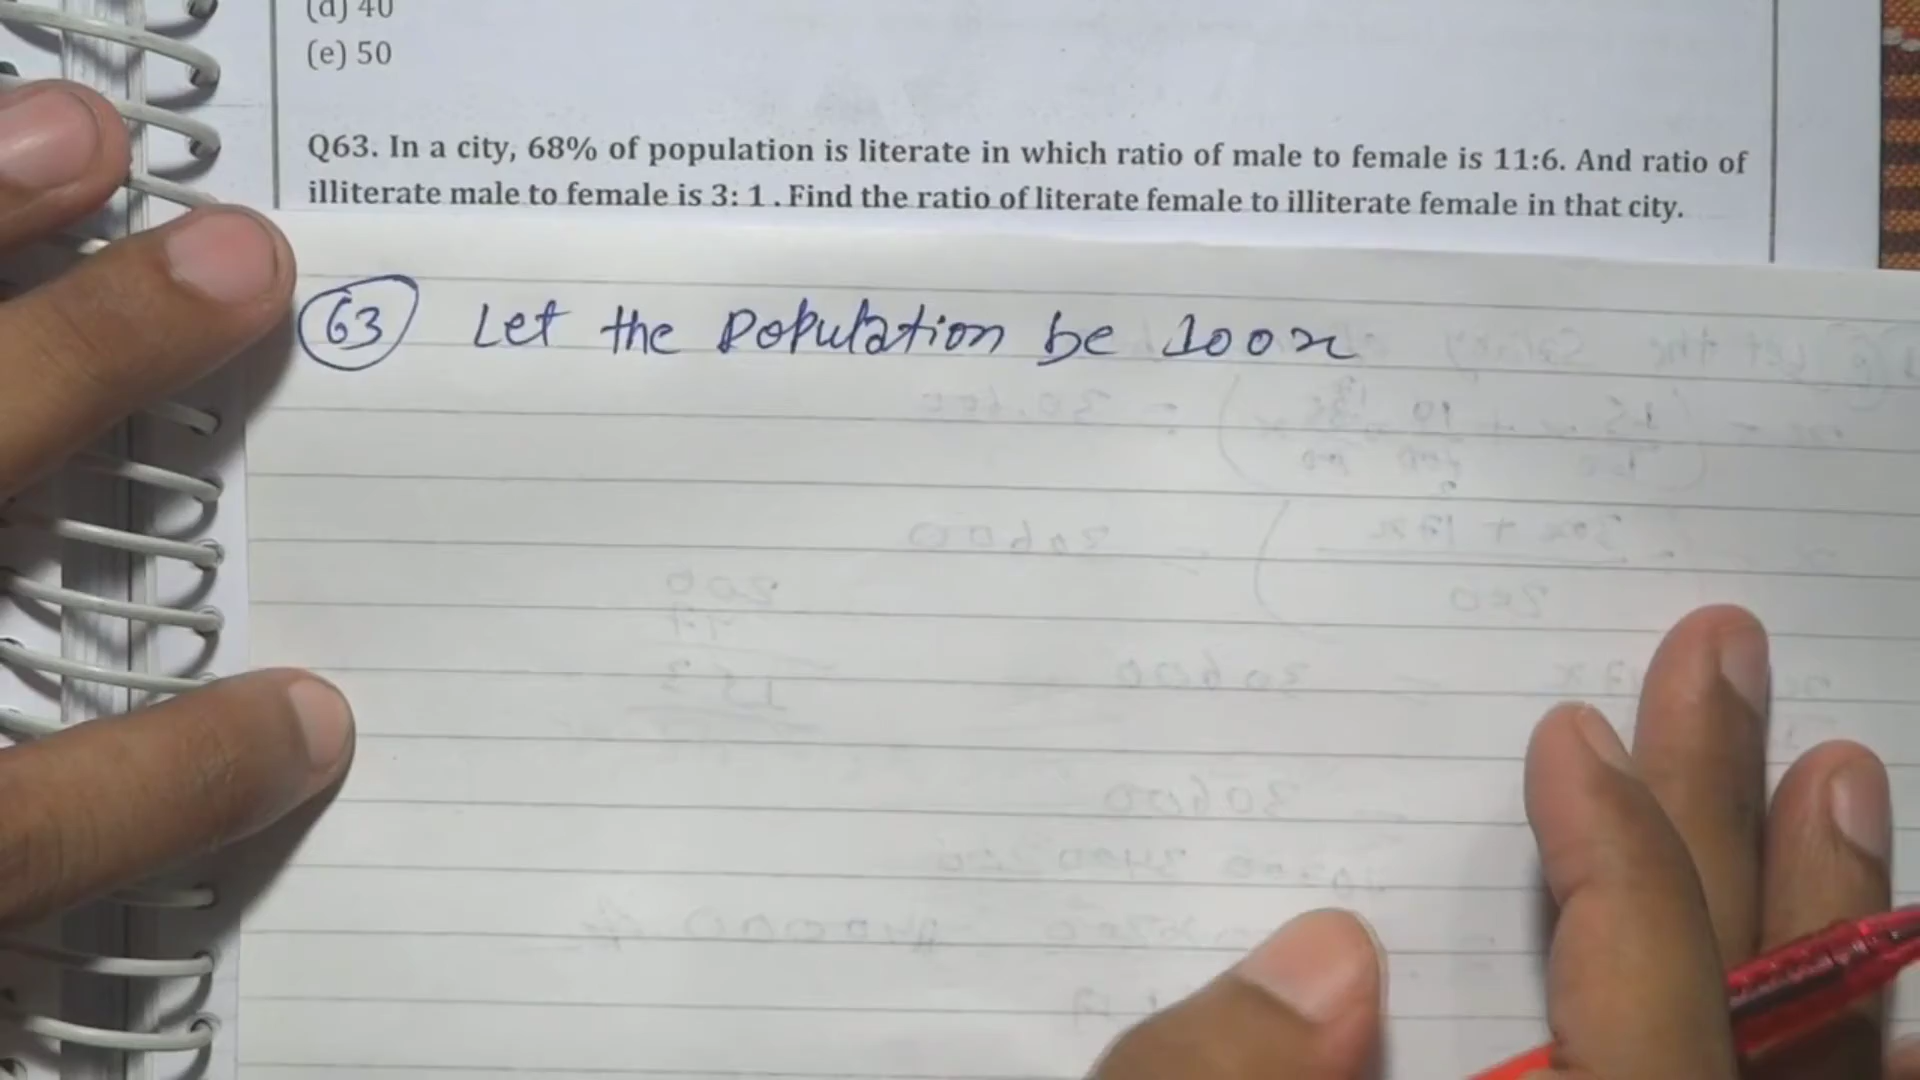 (d) 40
(e) 50
Q63. In a city, 68% of population is literate in which ratio of male to female is 11:6. And ratio of
illiterate male to female is 3: 1 . Find the ratio of literate female to illiterate female in that city.
63 Let the Population be 100x